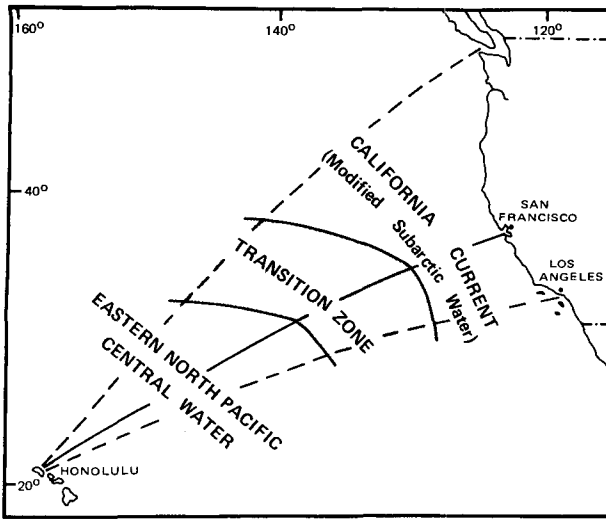 160°
140°
120°
40°
20°
CALIFORNIA CURRENT
(Modified Subarctic Water)
SAN
FRANCISCO
LOS
ANGELES
TRANSITION ZONE
EASTERN NORTH PACIFIC
CENTRAL WATER
HONOLULU